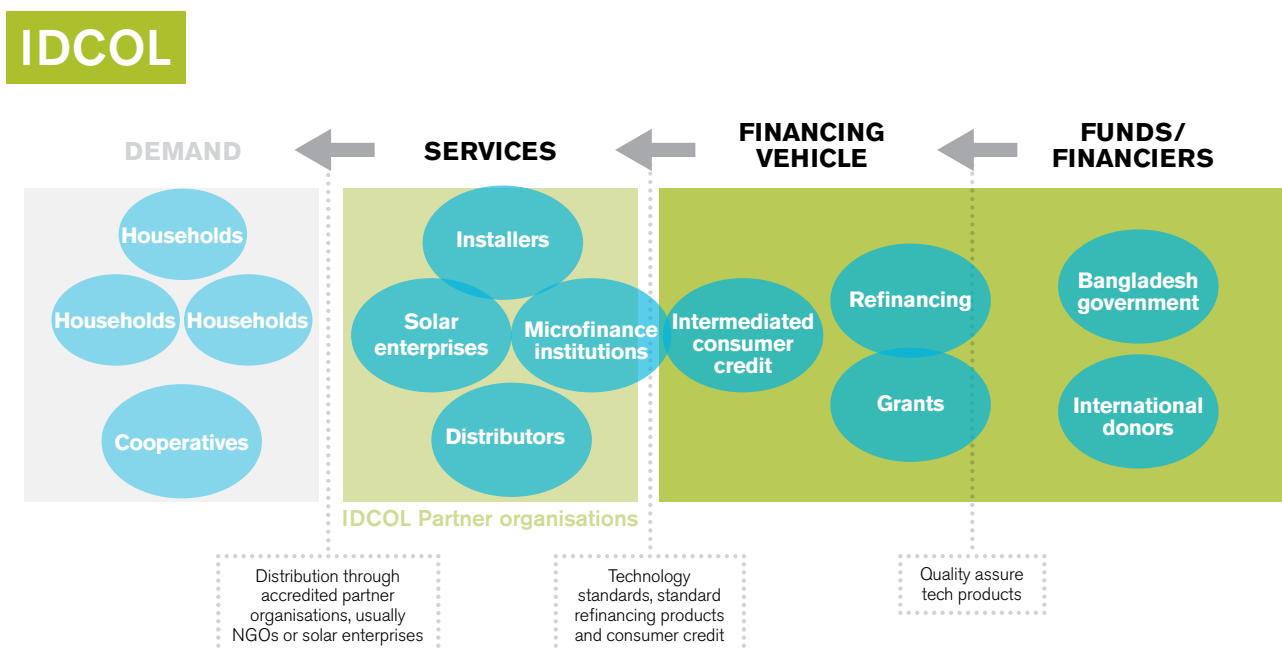 IDCOL
DEMAND
SERVICES
FINANCING
VEHICLE
FUNDS/
FINANCIERS
Households
Households
Households
Cooperatives
Installers
Solar
enterprises
Microfinance
institutions
Distributors
Intermediated
consumer
credit
Refinancing
Grants
Bangladesh
government
International
donors
IDCOL Partner organisations
Distribution through
accredited partner
organisations, usually
NGOs or solar enterprises
Technology
standards, standard
refinancing products
and consumer credit
Quality assure
tech products